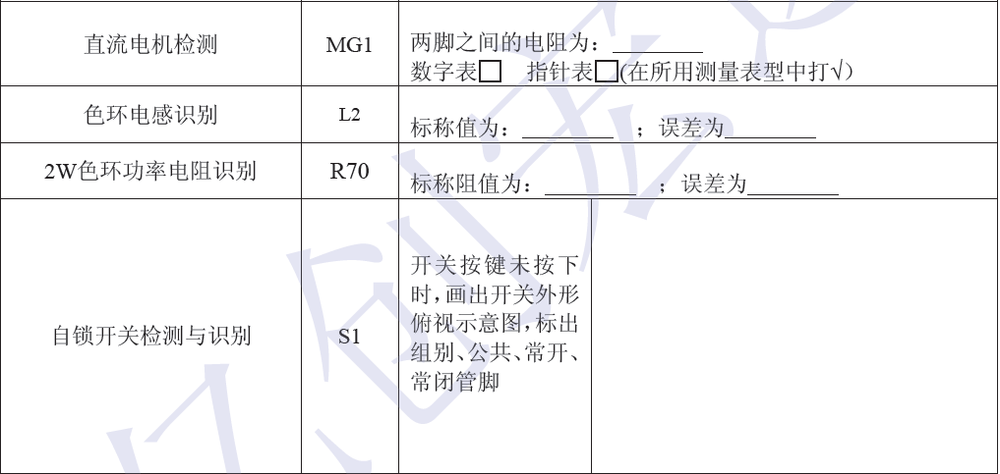 直流电机检测
MG1
两脚之间的电阻为：________
数字表□ 指针表□(在所用测量表型中打√）
色环电感识别
L2
标称值为：________ ；误差为________
2W色环功率电阻识别
R70
标称阻值为：________ ；误差为________
自锁开关检测与识别
S1
开关按键未按下
时，画出开关外形
俯视示意图，标出
组别、公共、常开、
常闭管脚
亿创宏达